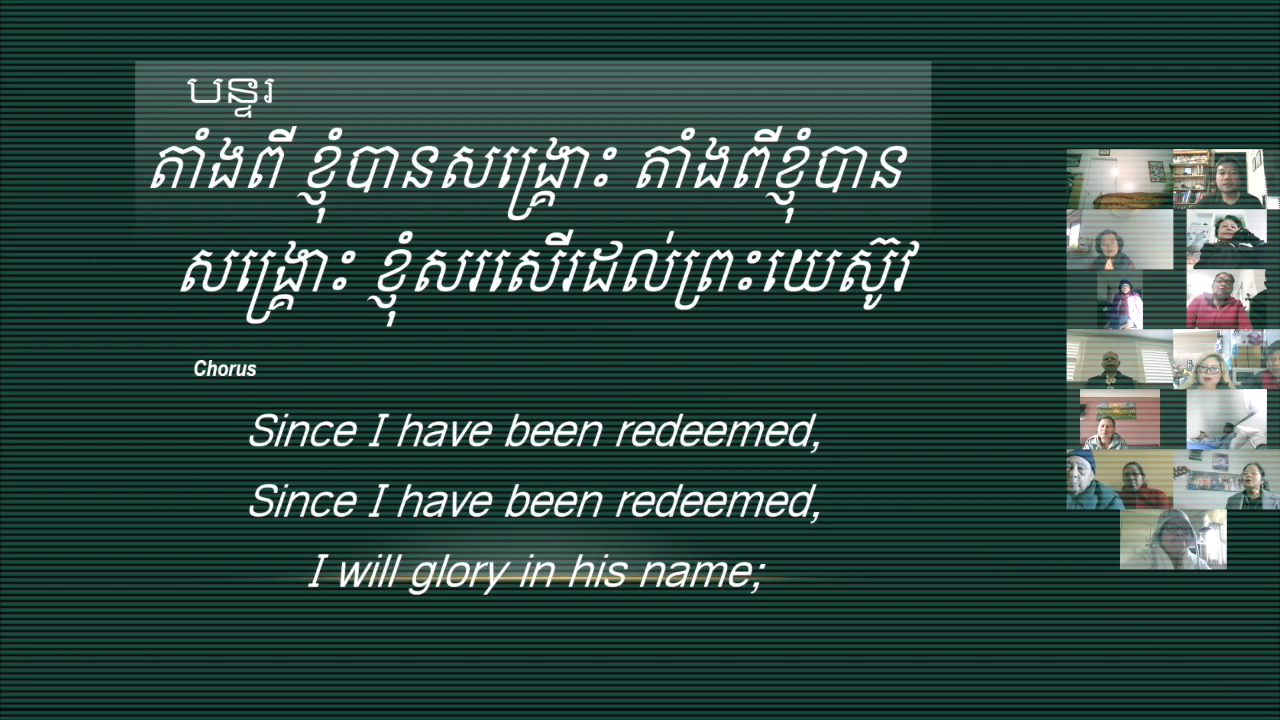 បន្ទរ
តាំងពី ខ្ញុំបានសង្គ្រោះ តាំងពីខ្ញុំបាន
សង្គ្រោះ ខ្ញុំសរសើរដល់ព្រះយេស៊ូវ
Chorus
Since I have been redeemed,
Since I have been redeemed,
I will glory in his name;